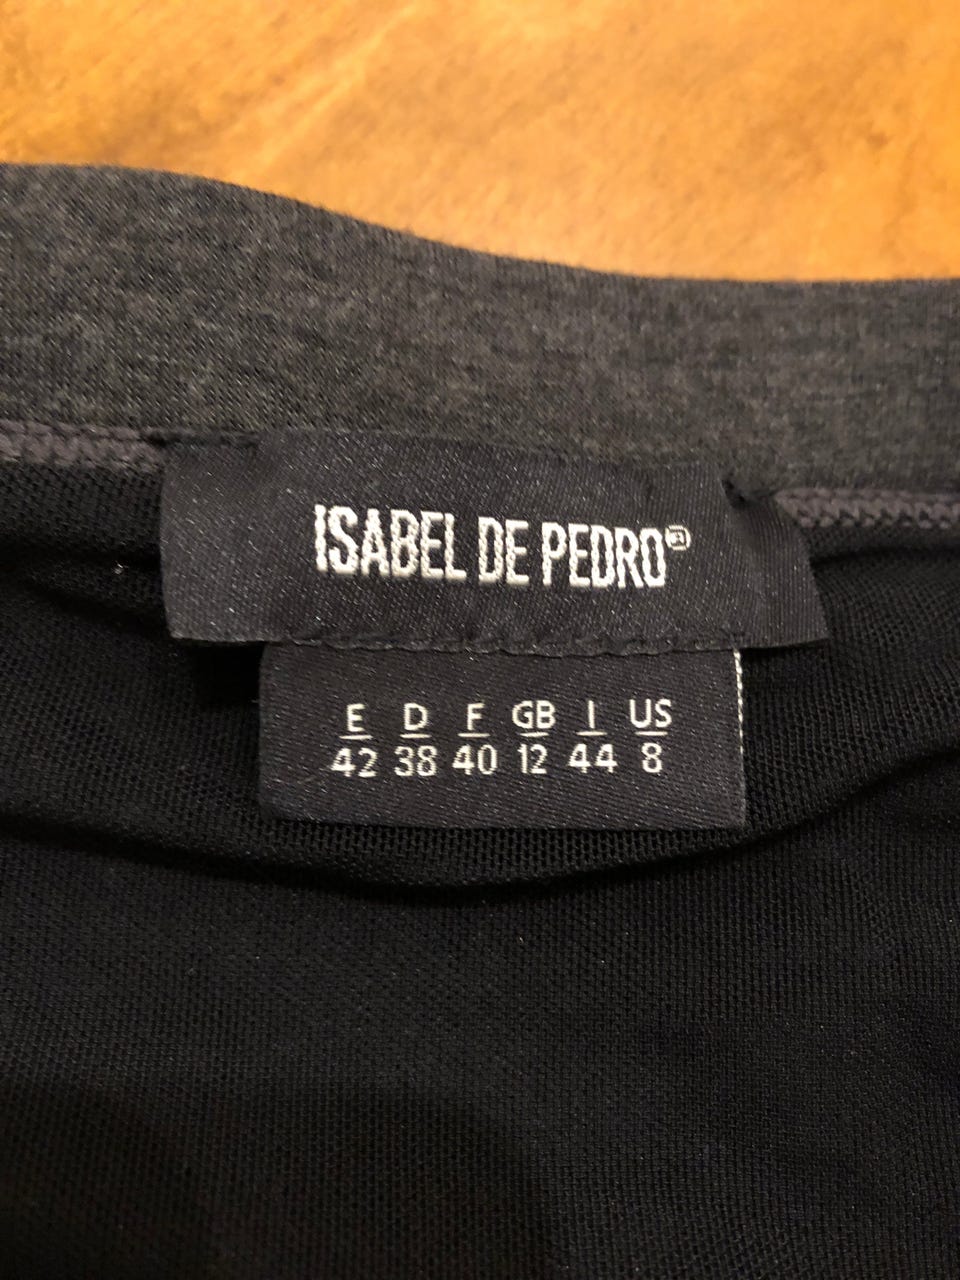 ISABEL DE PEDRO®
E D F GB I US
42 38 40 12 44 8